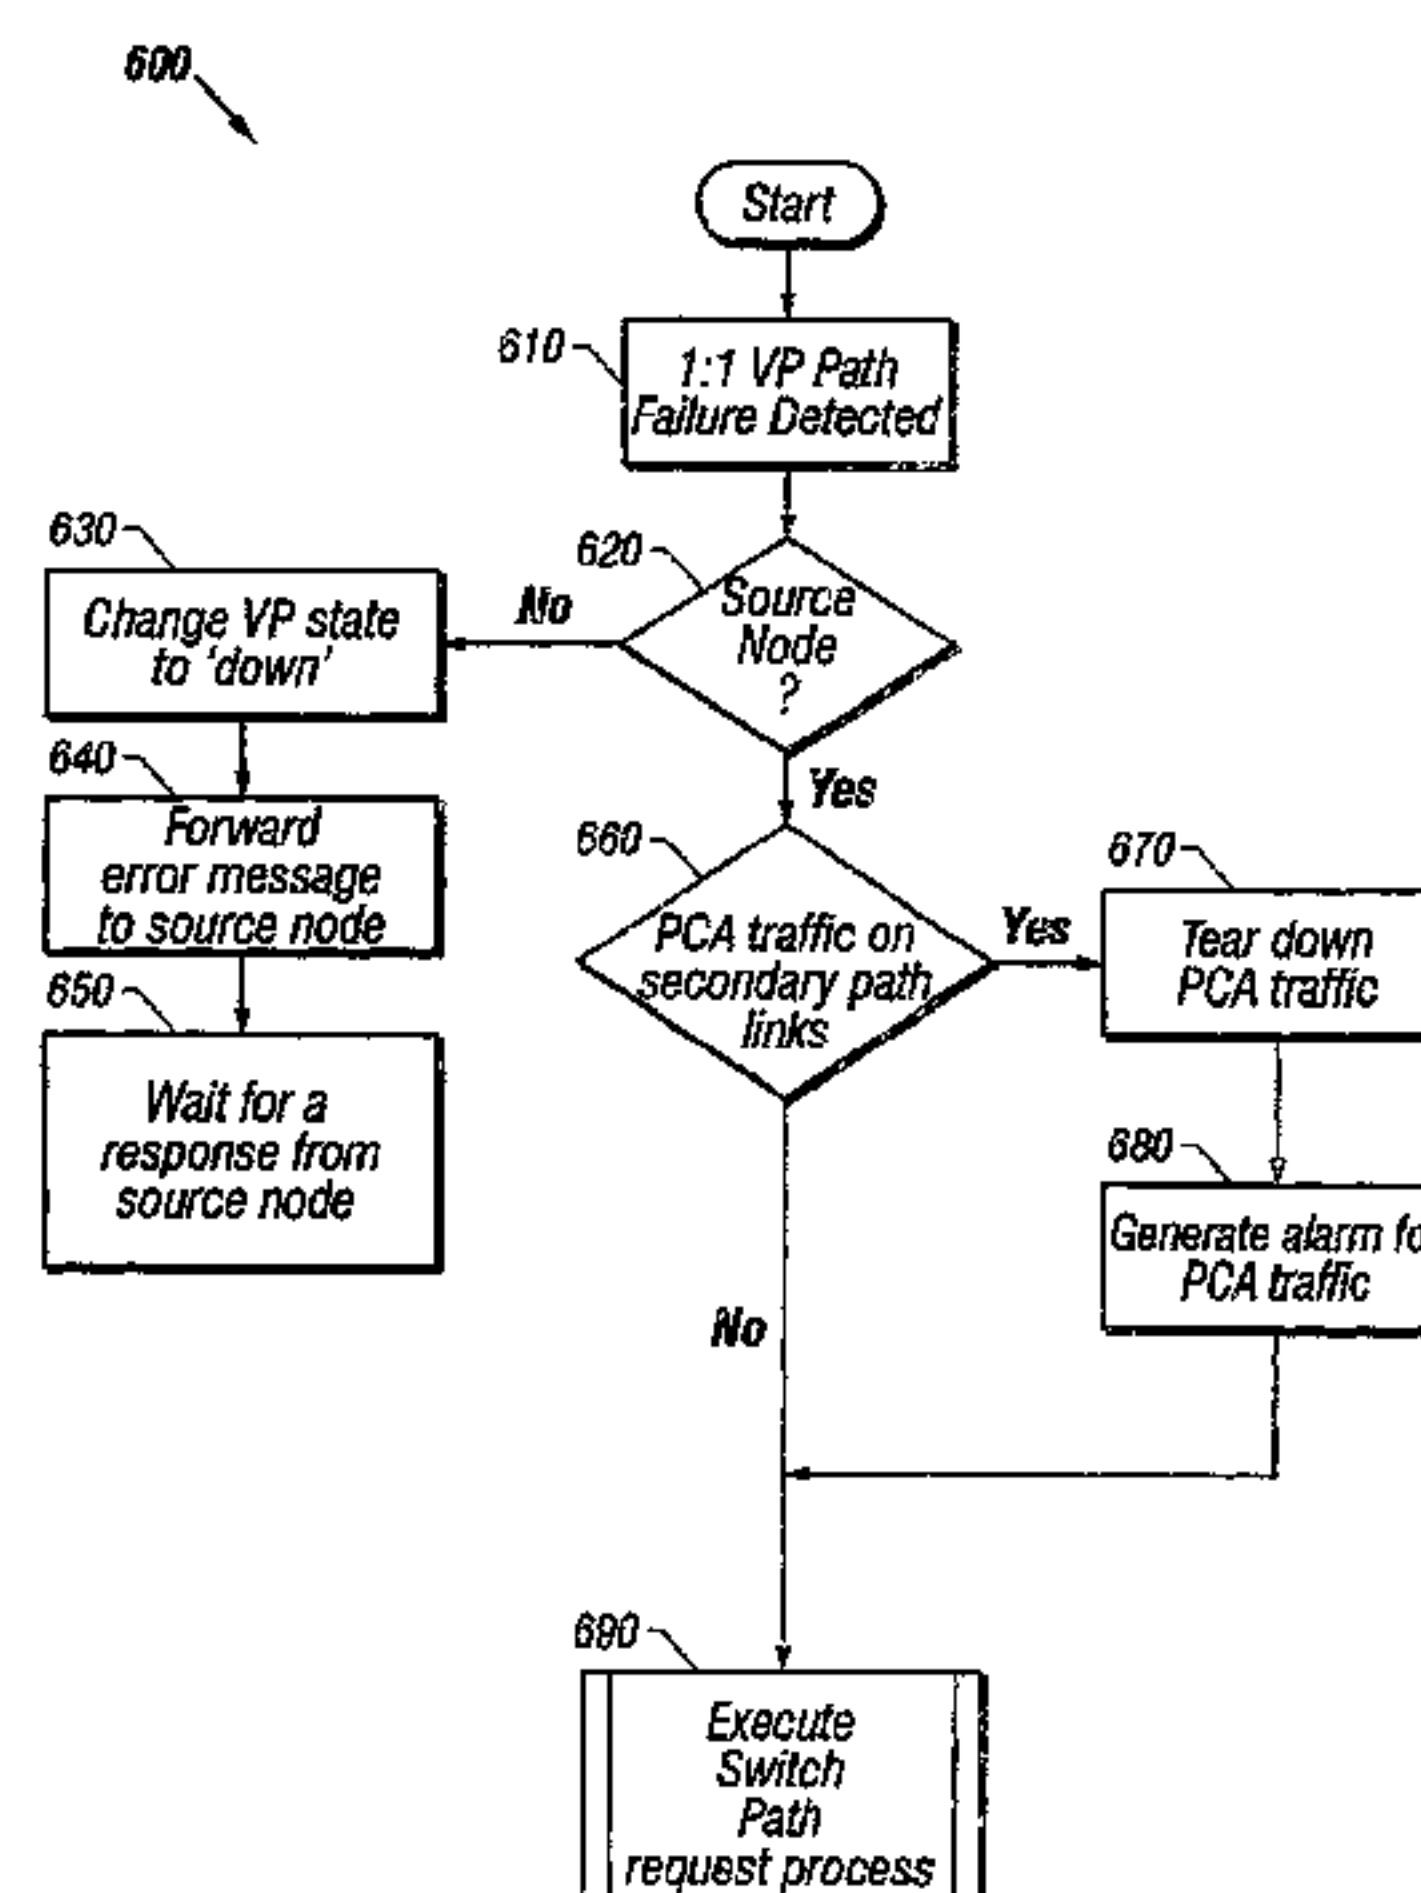 600
Start
610
1:1 VP Path
Failure Detected
620
Source
Node
?
No
630
Change VP state
to 'down'
640
Forward
error message
to source node
650
Wait for a
response from
source node
Yes
660
PCA traffic on
secondary path
links
Yes
670
Tear down
PCA traffic
680
Generate alarm fo
PCA traffic
No
690
Execute
Switch
Path
request process